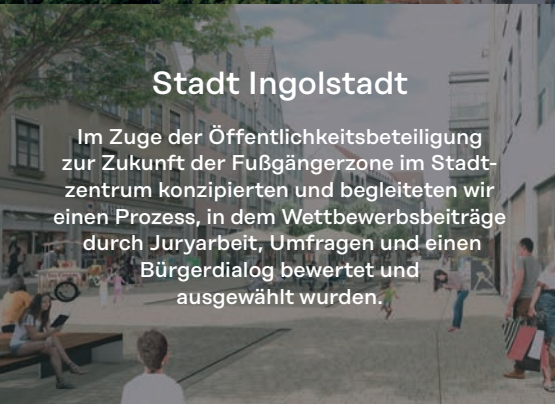 Stadt Ingolstadt
Im Zuge der Öffentlichkeitsbeteiligung
zur Zukunft der Fußgängerzone im Stadt-
zentrum konzipierten und begleiteten wir
einen Prozess, in dem Wettbewerbsbeiträge
durch Juryarbeit, Umfragen und einen
Bürgerdialog bewertet und
ausgewählt wurden.